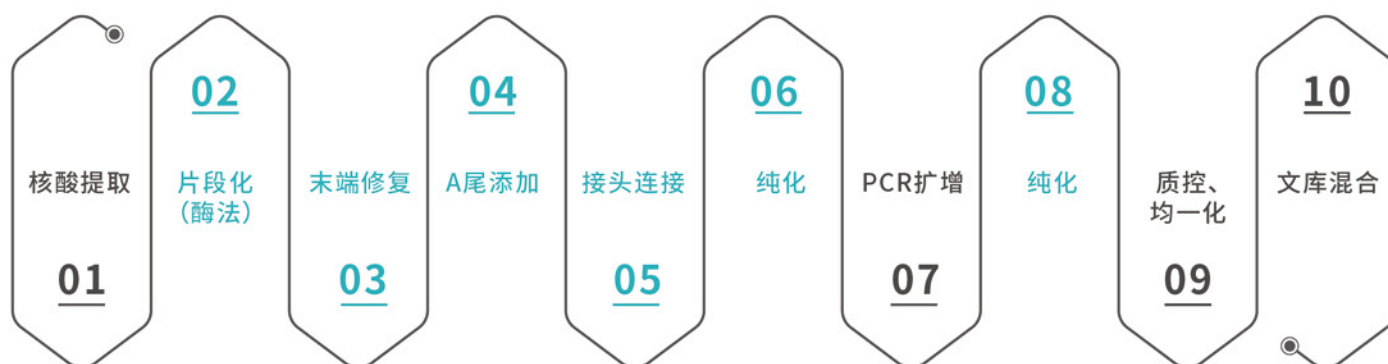 核酸提取
01
02
片段化
（酶法）
末端修复
03
04
A尾添加
接头连接
05
06
纯化
PCR扩增
07
08
纯化
质控、
均一化
09
10
文库混合